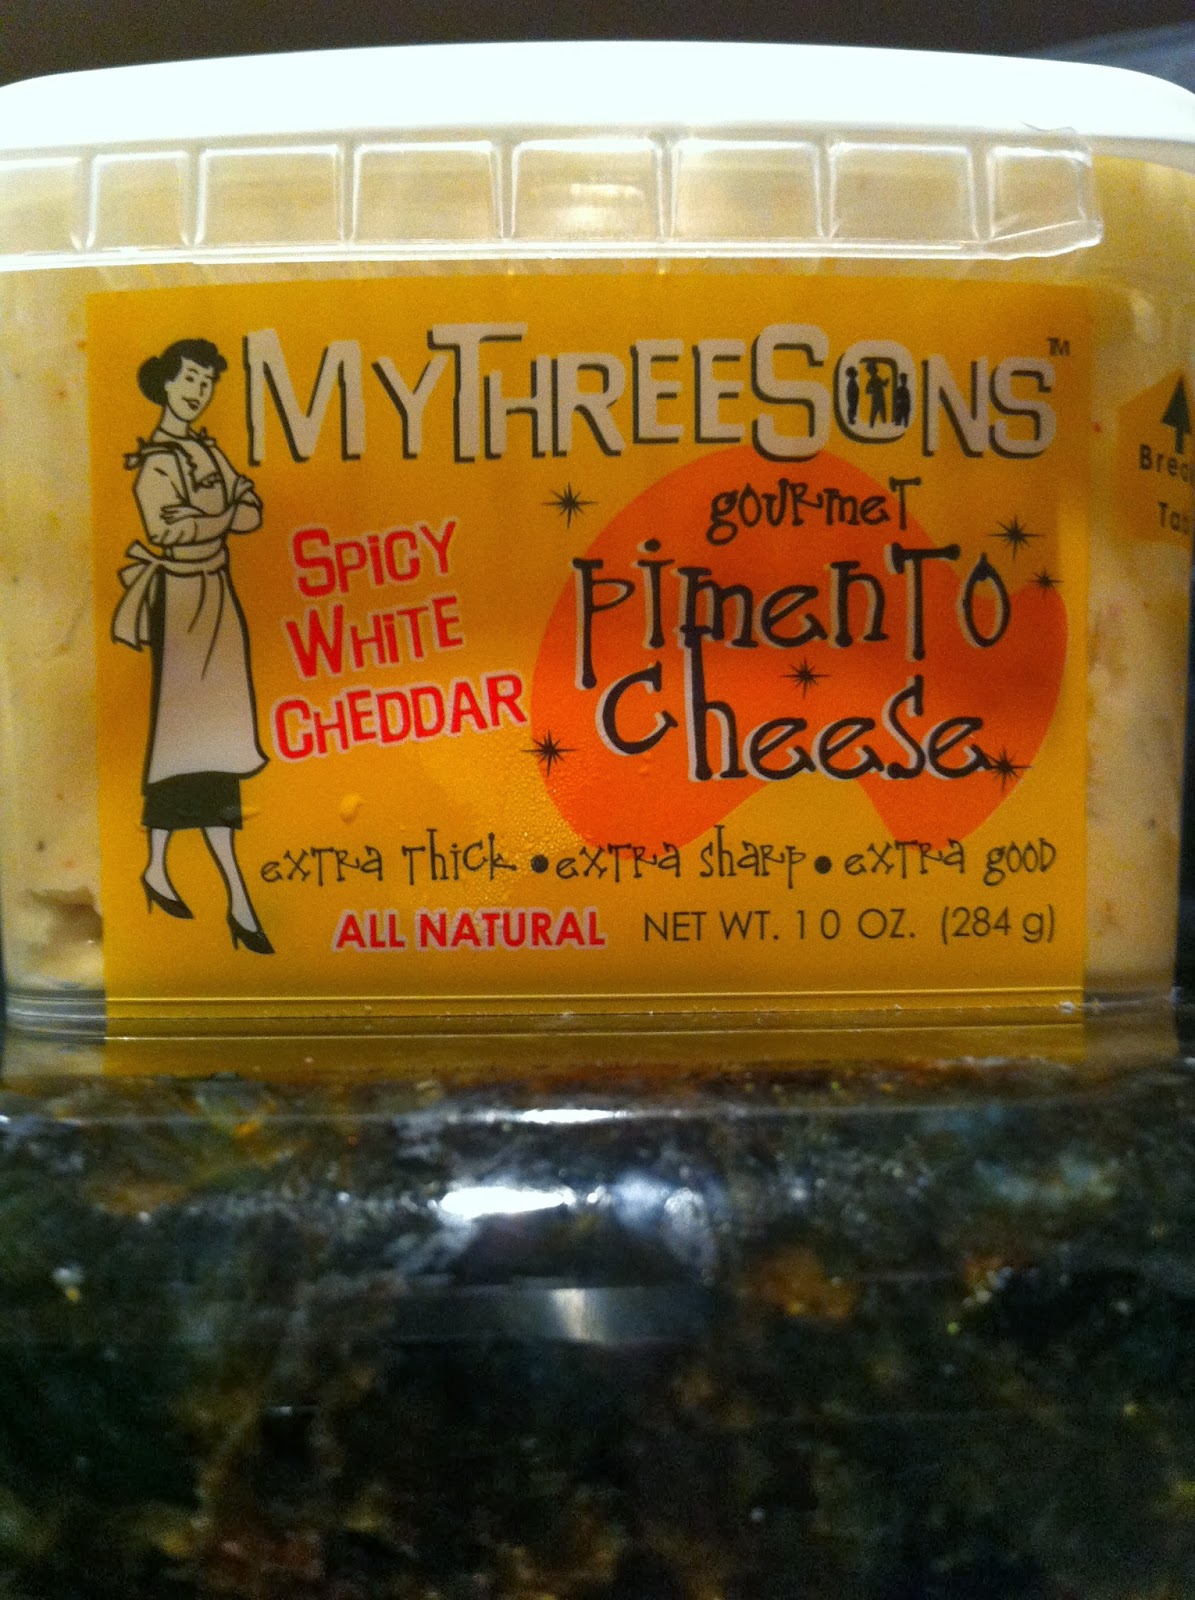 MYTHREESONS™
gourmet
SPiCY
WHiTE
CHEDDAR
pimento
cheese
extra thick • extra sharp • extra good
ALL NATURAL NET WT. 10 OZ. (284 g)